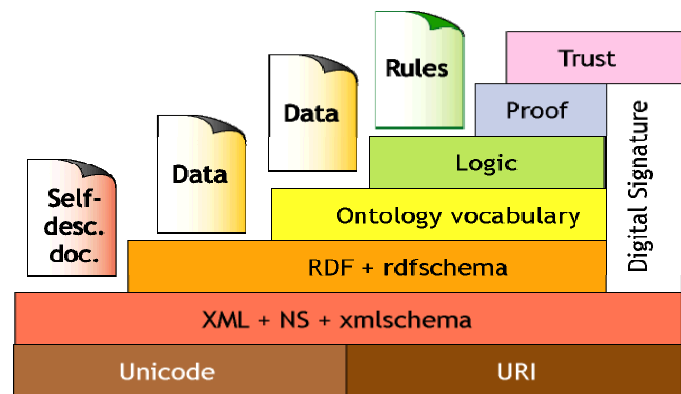 Trust
Rules
Proof
Data
Logic
Digital Signature
Data
Self-
desc.
doc.
Ontology vocabulary
RDF + rdfschema
XML + NS + xmlschema
Unicode
URI